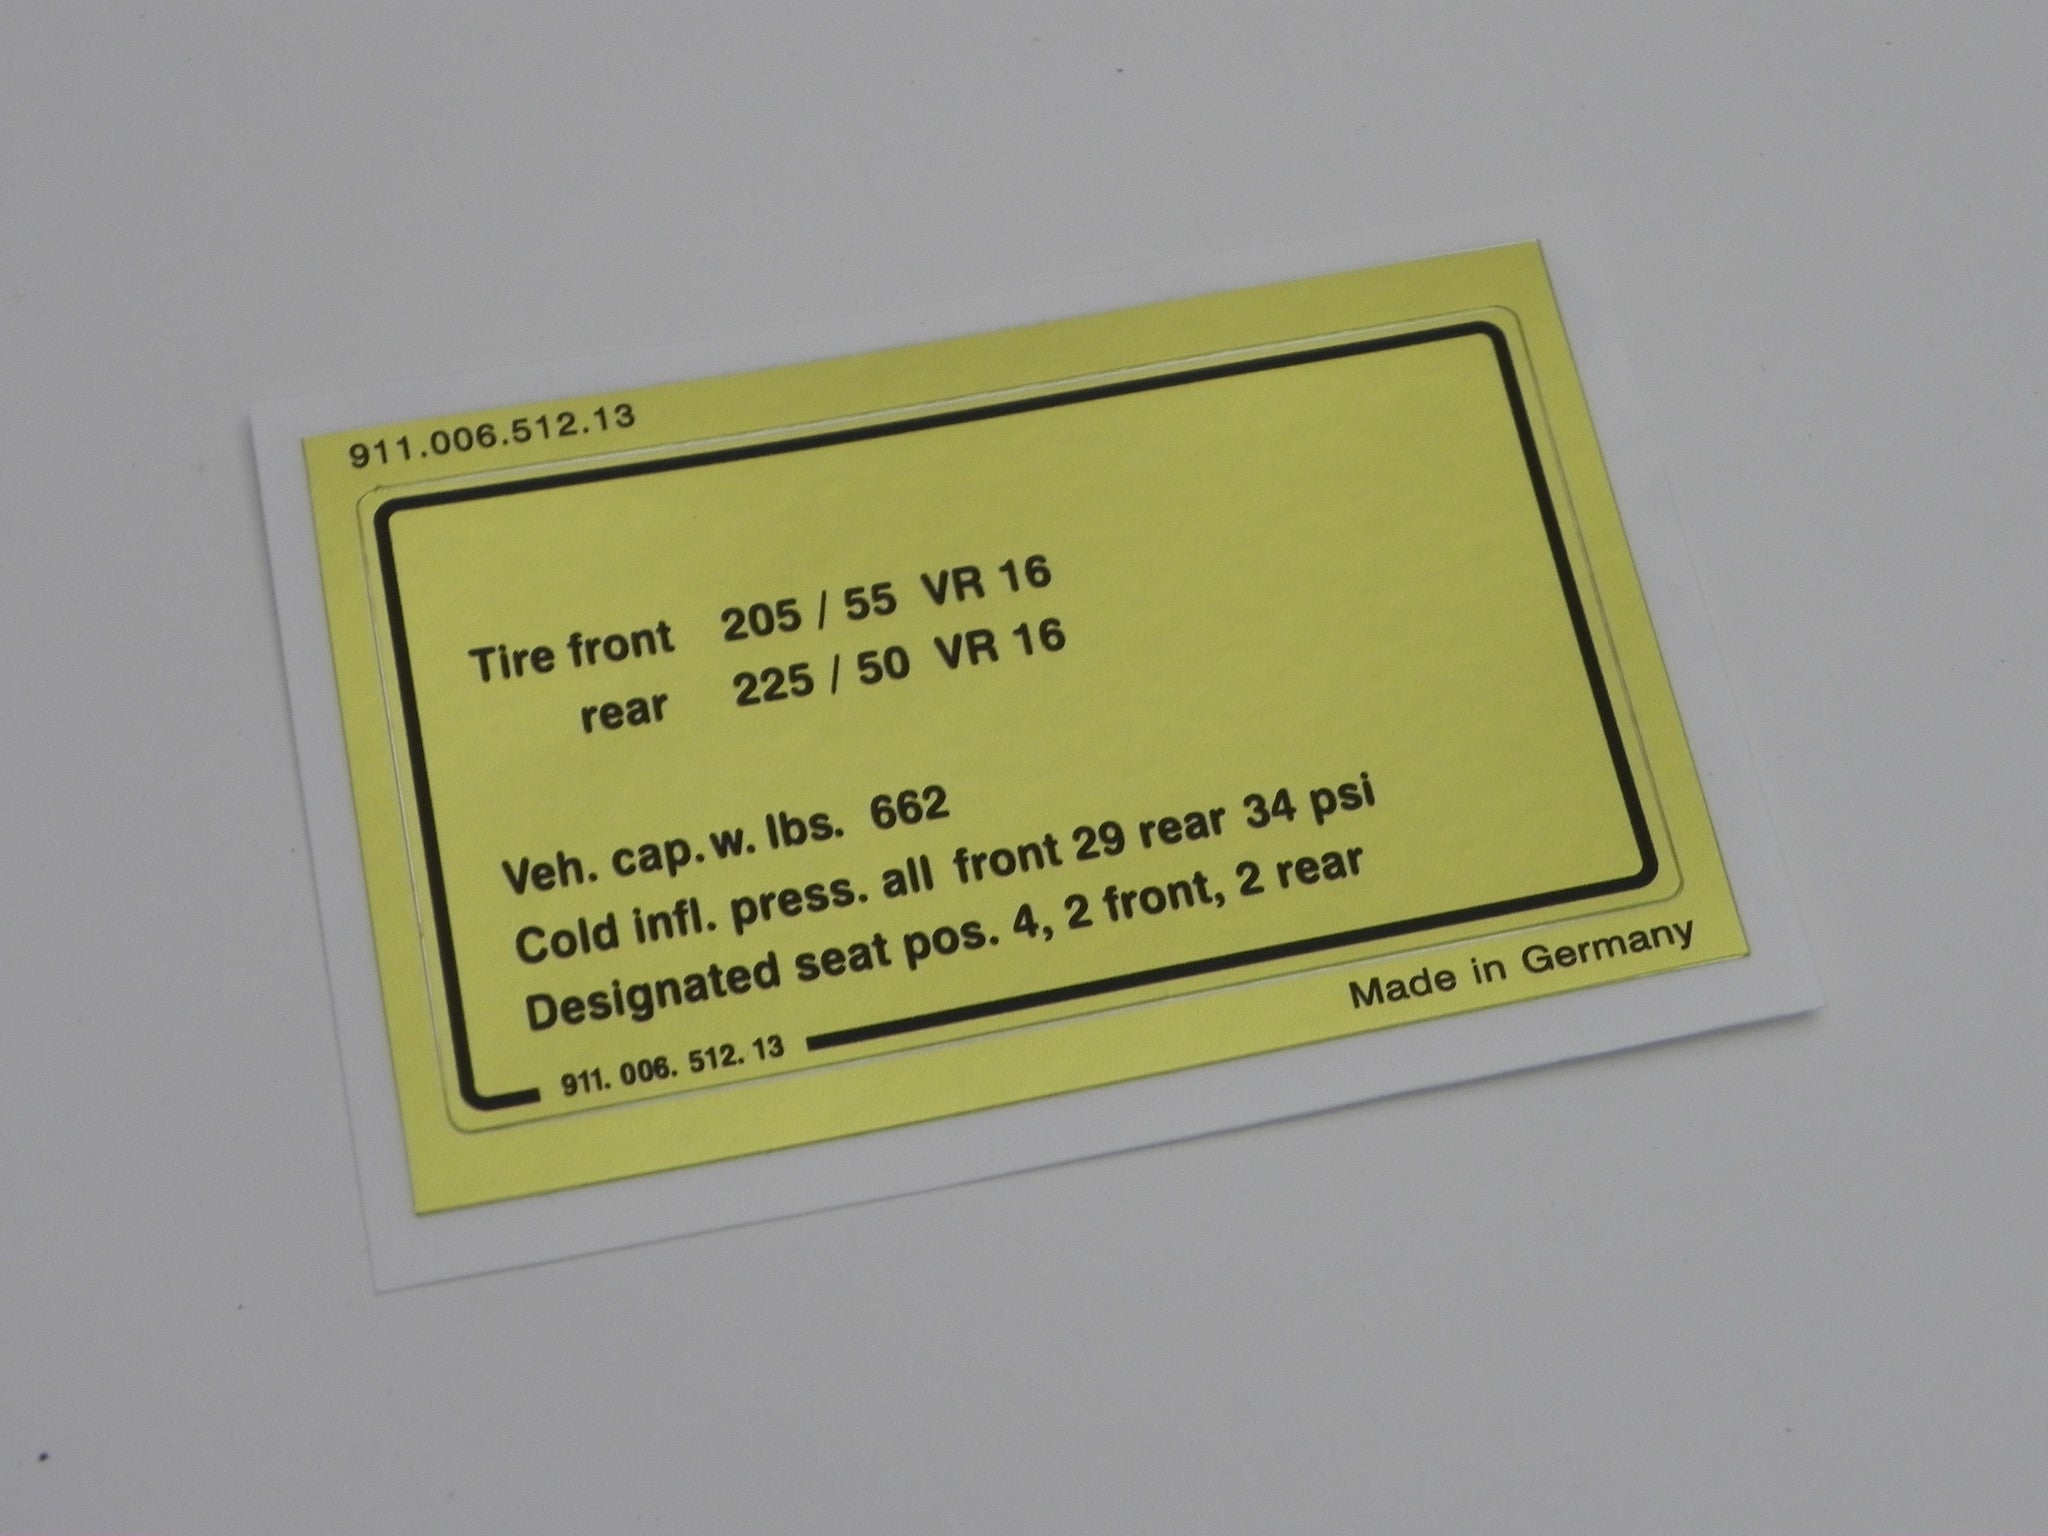 911.006.512.13
Tire front 205 / 55 VR 16
rear 225 / 50 VR 16
Veh. cap. w. lbs. 662
Cold infl. press. all front 29 rear 34 psi
Designated seat pos. 4, 2 front, 2 rear
911. 006. 512. 13
Made in Germany